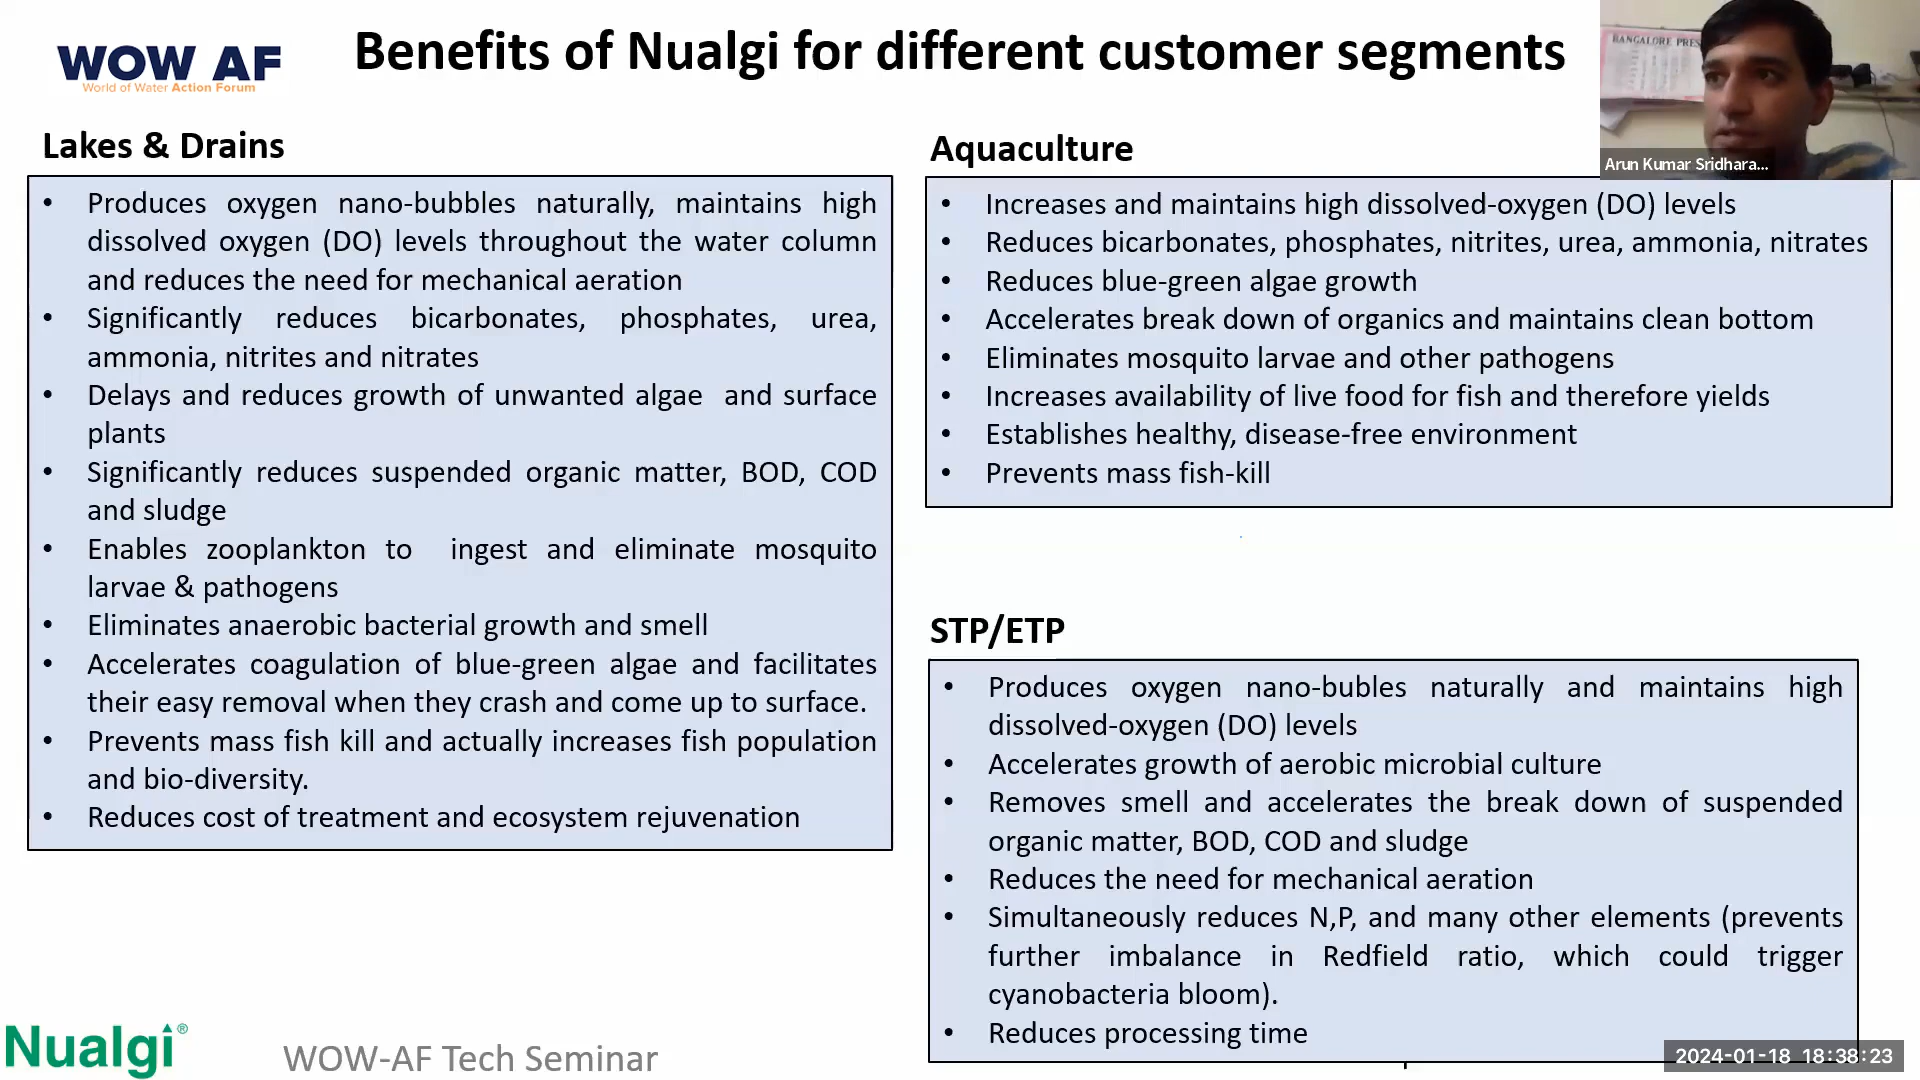 Benefits of Nualgi for different customer segments
WOW AF
World of Water Action Forum
BANGALORE PRES
Arun Kumar Sridhara...
Lakes & Drains
• Produces oxygen nano-bubbles naturally, maintains high
dissolved oxygen (DO) levels throughout the water column
and reduces the need for mechanical aeration
• Significantly reduces bicarbonates, phosphates, urea,
ammonia, nitrites and nitrates
• Delays and reduces growth of unwanted algae and surface
plants
• Significantly reduces suspended organic matter, BOD, COD
and sludge
• Enables zooplankton to ingest and eliminate mosquito
larvae & pathogens
• Eliminates anaerobic bacterial growth and smell
• Accelerates coagulation of blue-green algae and facilitates
their easy removal when they crash and come up to surface.
• Prevents mass fish kill and actually increases fish population
and bio-diversity.
• Reduces cost of treatment and ecosystem rejuvenation
Aquaculture
• Increases and maintains high dissolved-oxygen (DO) levels
• Reduces bicarbonates, phosphates, nitrites, urea, ammonia, nitrates
• Reduces blue-green algae growth
• Accelerates break down of organics and maintains clean bottom
• Eliminates mosquito larvae and other pathogens
• Increases availability of live food for fish and therefore yields
• Establishes healthy, disease-free environment
• Prevents mass fish-kill
STP/ETP
• Produces oxygen nano-bubles naturally and maintains high
dissolved-oxygen (DO) levels
• Accelerates growth of aerobic microbial culture
• Removes smell and accelerates the break down of suspended
organic matter, BOD, COD and sludge
• Reduces the need for mechanical aeration
• Simultaneously reduces N,P, and many other elements (prevents
further imbalance in Redfield ratio, which could trigger
cyanobacteria bloom).
• Reduces processing time
Nualgi®
WOW-AF Tech Seminar
2024-01-18 18:38:23